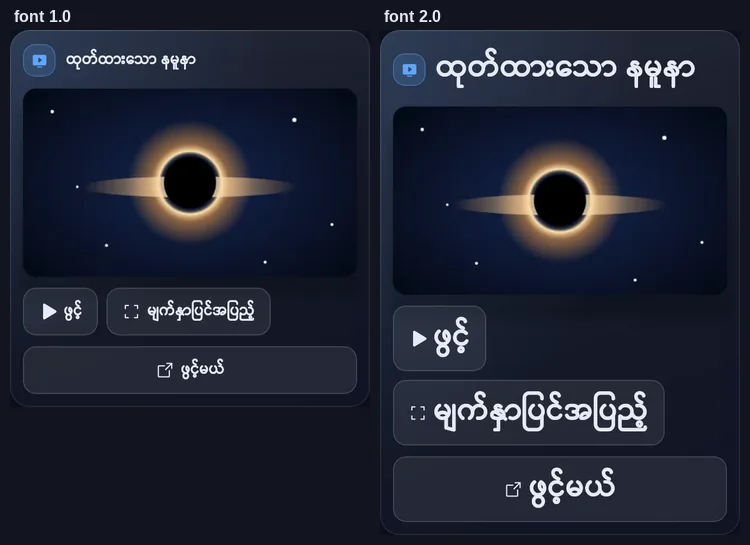 font 1.0
ထုတ်ထားသော နမူနာ
ဖွင့်
မျက်နှာပြင်အပြည့်
ဖွင့်မယ်
font 2.0
ထုတ်ထားသော နမူနာ
ဖွင့်
မျက်နှာပြင်အပြည့်
ဖွင့်မယ်